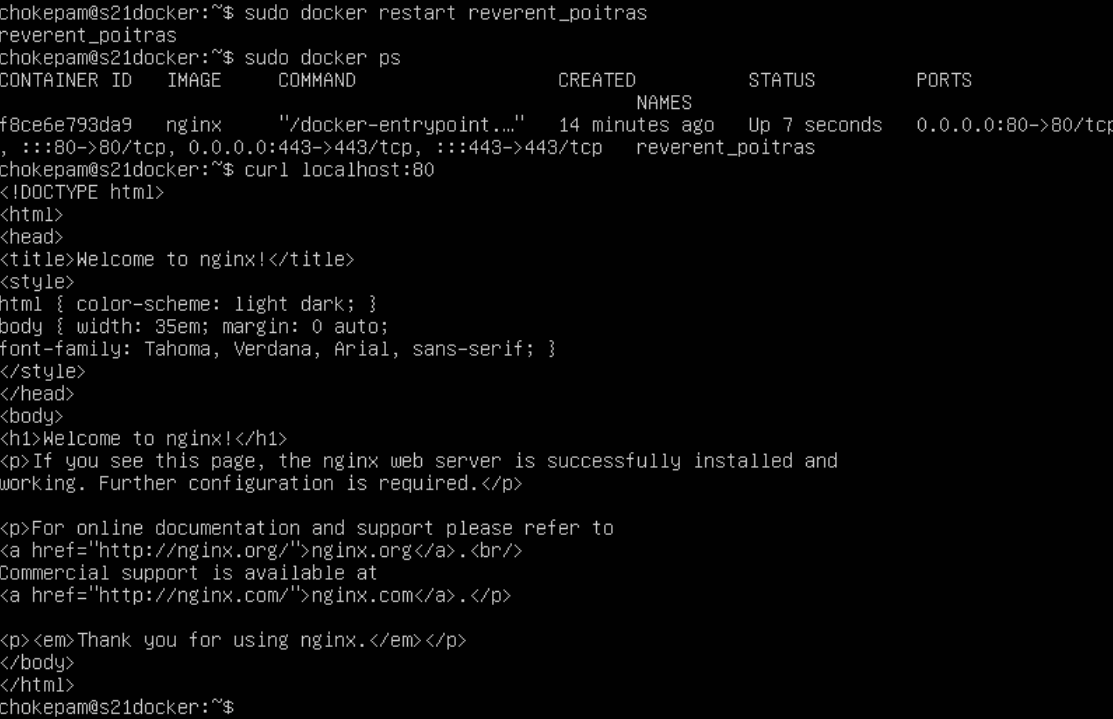 chokepam@s21docker:~$ sudo docker restart reverent_poitras
reverent_poitras
chokepam@s21docker:~$ sudo docker ps
CONTAINER ID   IMAGE     COMMAND                  CREATED          STATUS         PORTS
                                                         NAMES
f8ce6e793da9   nginx     "/docker-entrypoint.…"   14 minutes ago   Up 7 seconds   0.0.0.0:80->80/tcp
, :::80->80/tcp, 0.0.0.0:443->443/tcp, :::443->443/tcp   reverent_poitras
chokepam@s21docker:~$ curl localhost:80
<!DOCTYPE html>
<html>
<head>
<title>Welcome to nginx!</title>
<style>
html { color-scheme: light dark; }
body { width: 35em; margin: 0 auto;
font-family: Tahoma, Verdana, Arial, sans-serif; }
</style>
</head>
<body>
<h1>Welcome to nginx!</h1>
<p>If you see this page, the nginx web server is successfully installed and
working. Further configuration is required.</p>

<p>For online documentation and support please refer to
<a href="http://nginx.org/">nginx.org</a>.<br/>
Commercial support is available at
<a href="http://nginx.com/">nginx.com</a>.</p>

<p><em>Thank you for using nginx.</em></p>
</body>
</html>
chokepam@s21docker:~$